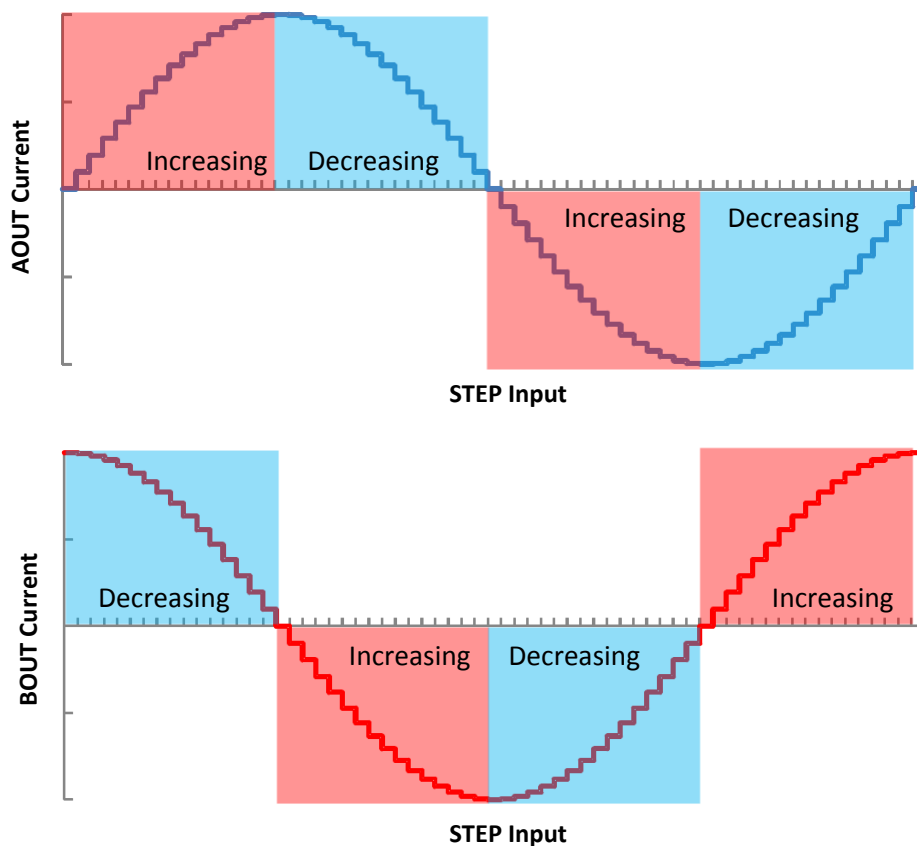 AOUT Current
Increasing
Decreasing
Increasing
Decreasing
STEP Input
BOUT Current
Decreasing
Increasing
Decreasing
Increasing
STEP Input